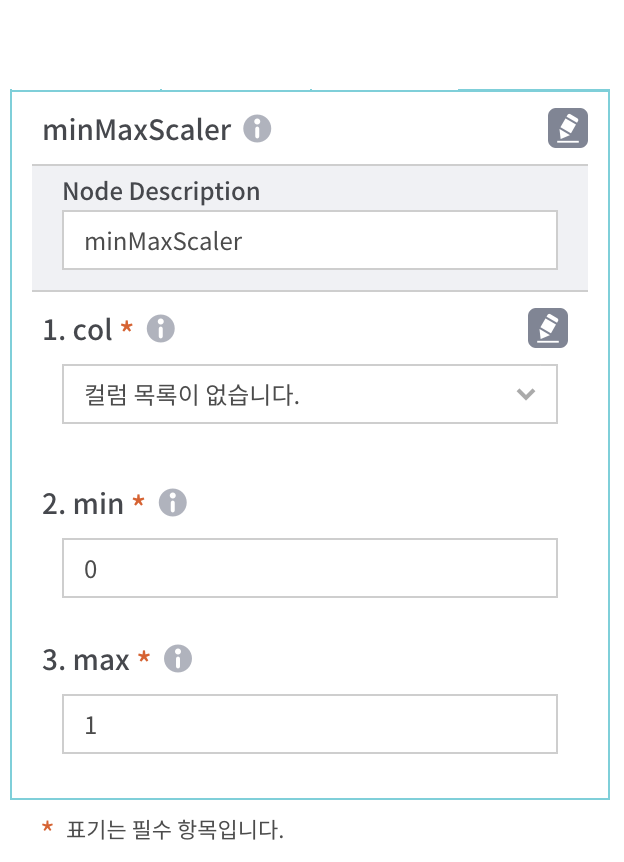 minMaxScaler
Node Description
minMaxScaler
1. col *
컬럼 목록이 없습니다.
2. min *
0
3. max *
1
* 표기는 필수 항목입니다.